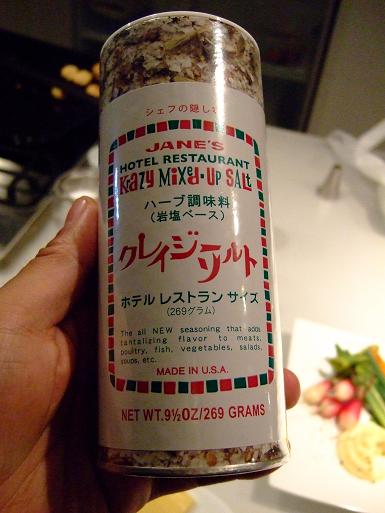 シェフの隠し味
JANE'S
HOTEL RESTAURANT
KRaZY MiXeD-UP SALt
ハーブ調味料
(岩塩ベース)
クレイジーソルト
ホテル レストラン サイズ
(269グラム)
The all NEW seasoning that adds
tantalizing flavor to meats,
poultry, fish, vegetables, salads,
soups, etc.
MADE IN U.S.A.
NET WT.9½OZ/269 GRAMS